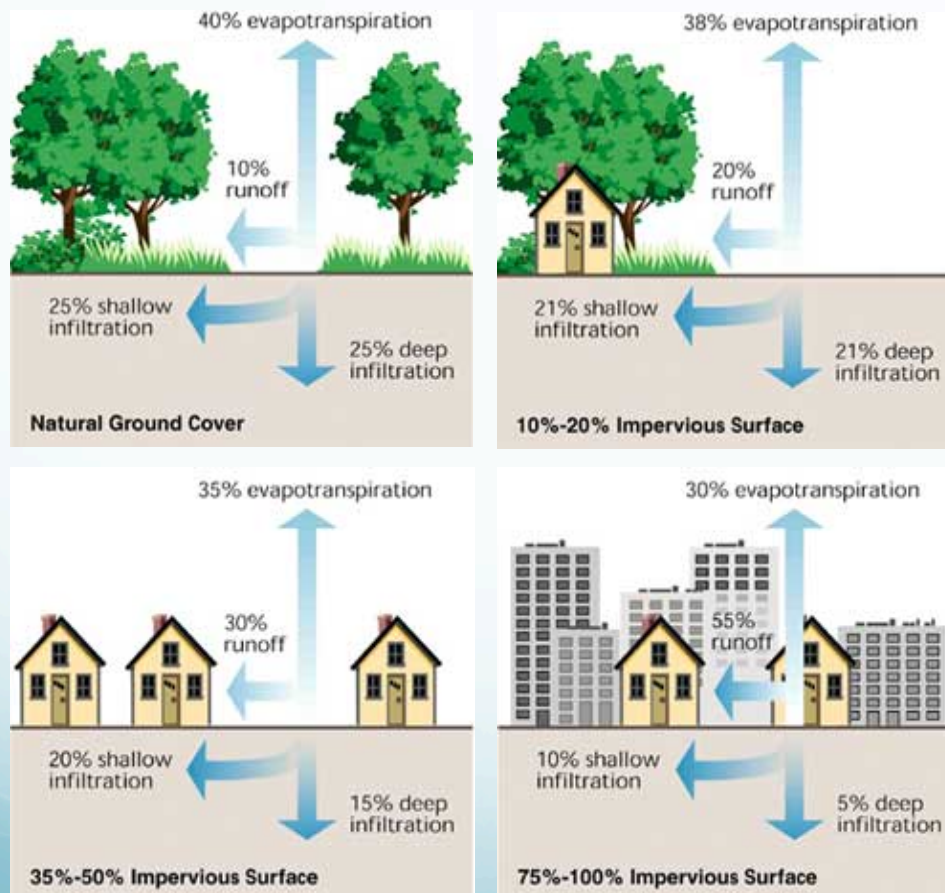 40% evapotranspiration
10%
runoff
25% shallow
infiltration
25% deep
infiltration
Natural Ground Cover
38% evapotranspiration
20%
runoff
21% shallow
infiltration
21% deep
infiltration
10%-20% Impervious Surface
35% evapotranspiration
30%
runoff
20% shallow
infiltration
15% deep
infiltration
35%-50% Impervious Surface
30% evapotranspiration
55%
runoff
10% shallow
infiltration
5% deep
infiltration
75%-100% Impervious Surface